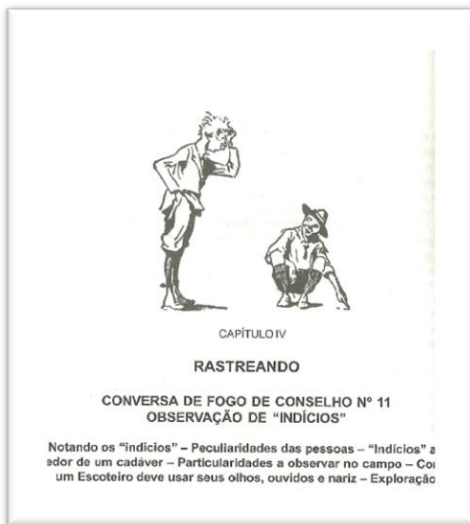 CAPÍTULO IV
RASTREANDO
CONVERSA DE FOGO DE CONSELHO Nº 11
OBSERVAÇÃO DE "INDÍCIOS"
Notando os "indícios" – Peculiaridades das pessoas – "Indícios" a
edor de um cadáver – Particularidades a observar no campo – Co
um Escoteiro deve usar seus olhos, ouvidos e nariz – Exploração